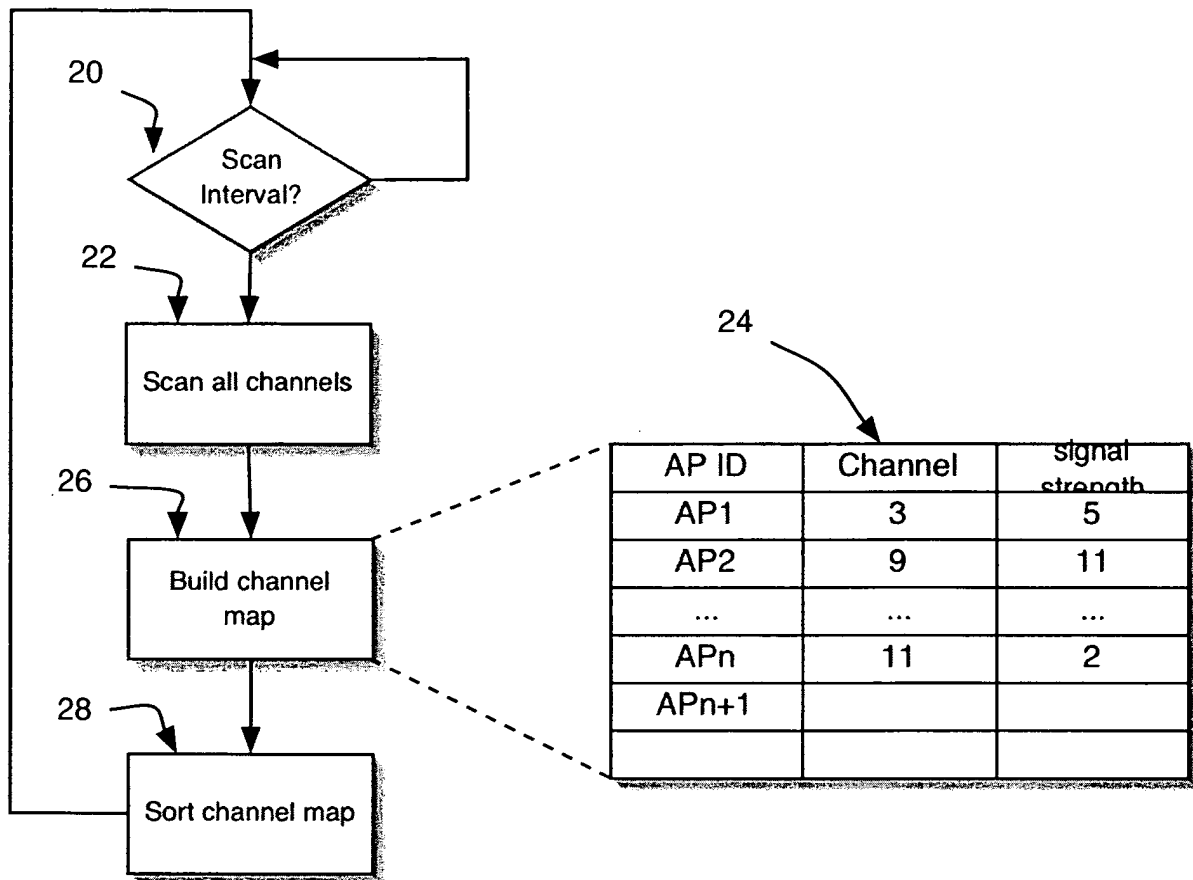 20
Scan
Interval?
22
Scan all channels
24
26
Build channel
map
AP ID Channel signal
strength
AP1 3 5
AP2 9 11
... ... ...
APn 11 2
APn+1
28
Sort channel map